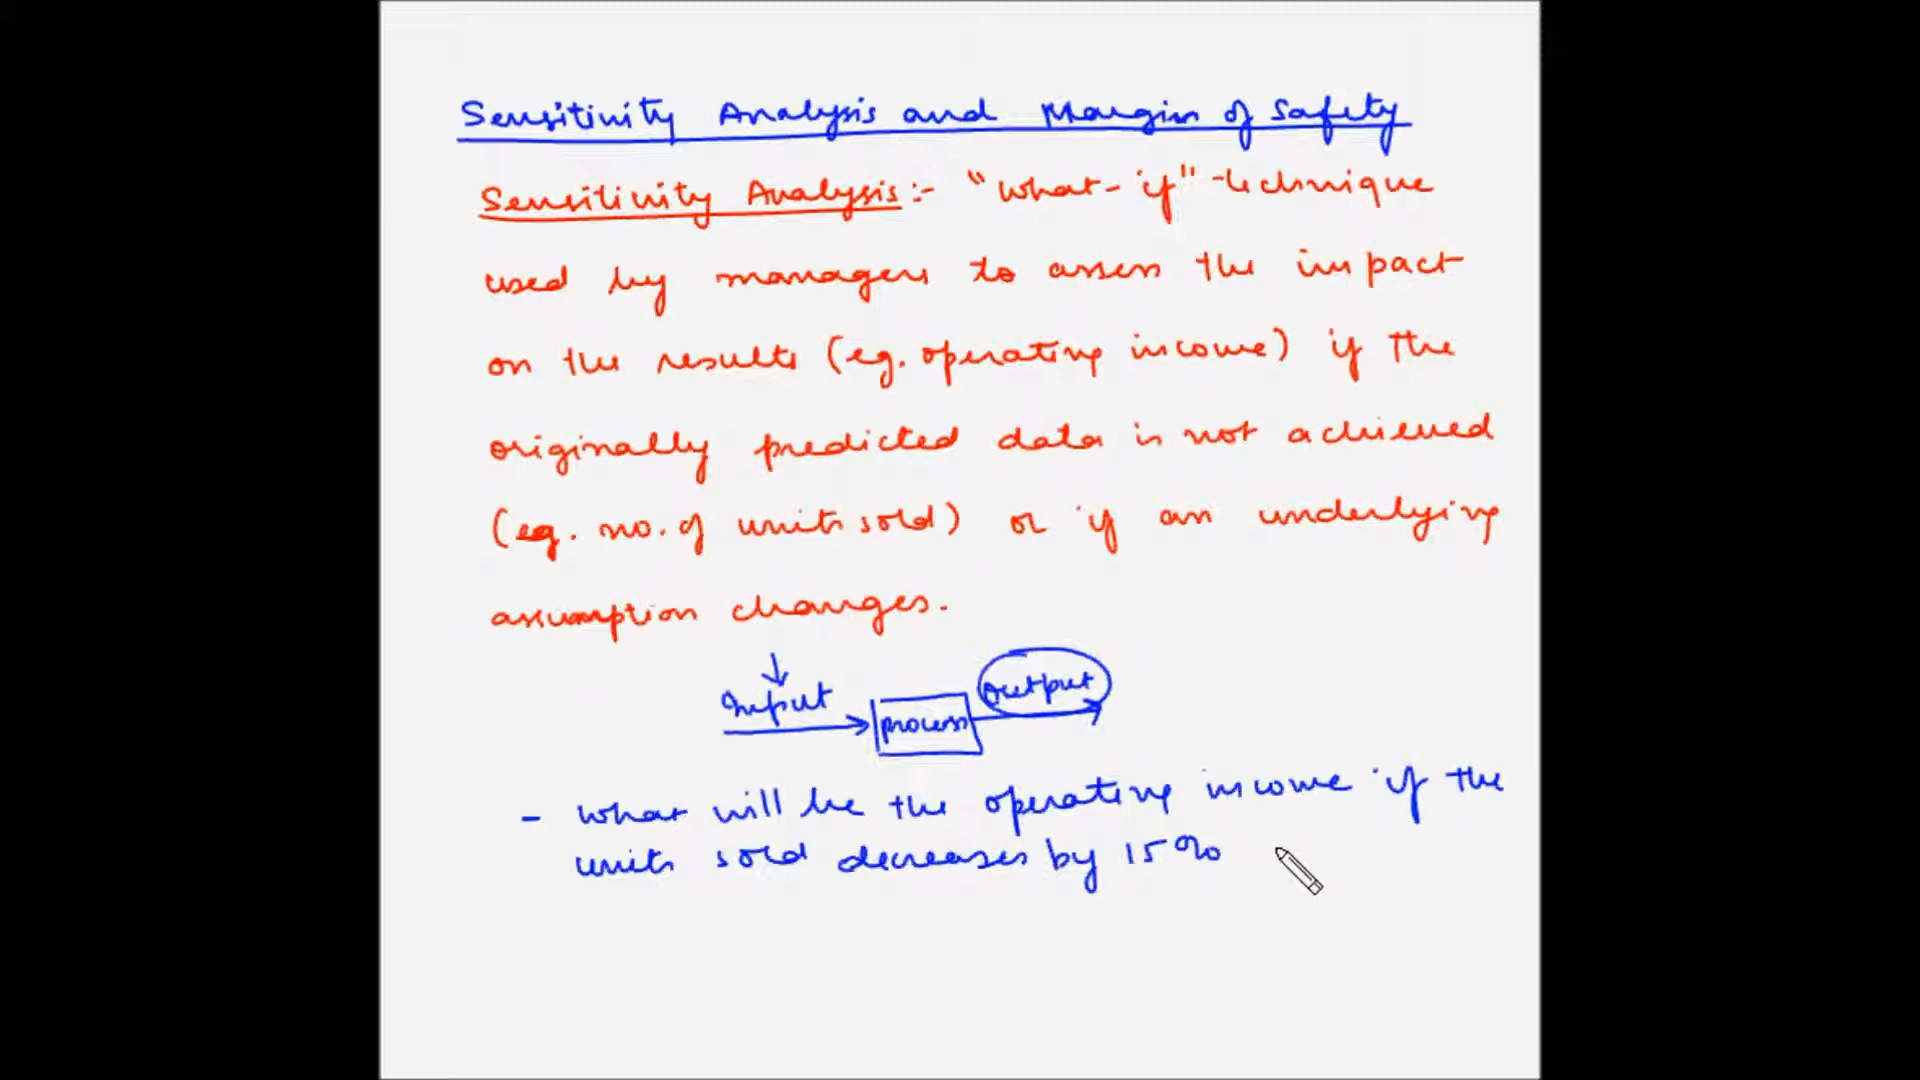 Sensitivity Analysis and Margin of Safety
Sensitivity Analysis :- "What-if" technique
used by managers to assess the impact
on the results (eg. operating income) if the
originally predicted data is not achieved
(eg. no. of units sold) or if an underlying
assumption changes.
Input process Output
- What will be the operating income if the
units sold decreases by 15%